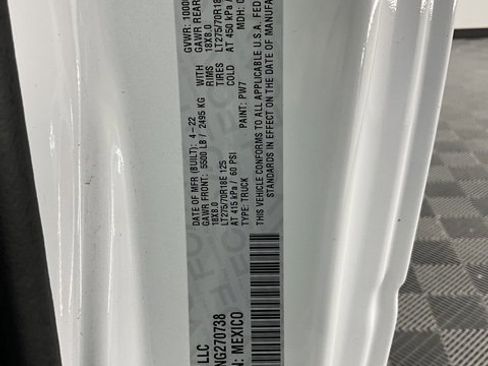 GVWR: 1000
GAWR REAR
WITH 18X8.0
RIMS LT275/70R18
TIRES AT 450 kPa /
COLD MDH: 0
DATE OF MFR (BUILT): 4-22
GAWR FRONT: 5500 LB / 2495 KG
18X8.0
LT275/70R18E 125
AT 415 kPa / 60 PSI
TYPE: TRUCK PAINT: PW7
THIS VEHICLE CONFORMS TO ALL APPLICABLE U.S.A. FED
STANDARDS IN EFFECT ON THE DATE OF MANUFA
LLC
NG270738
N: MEXICO